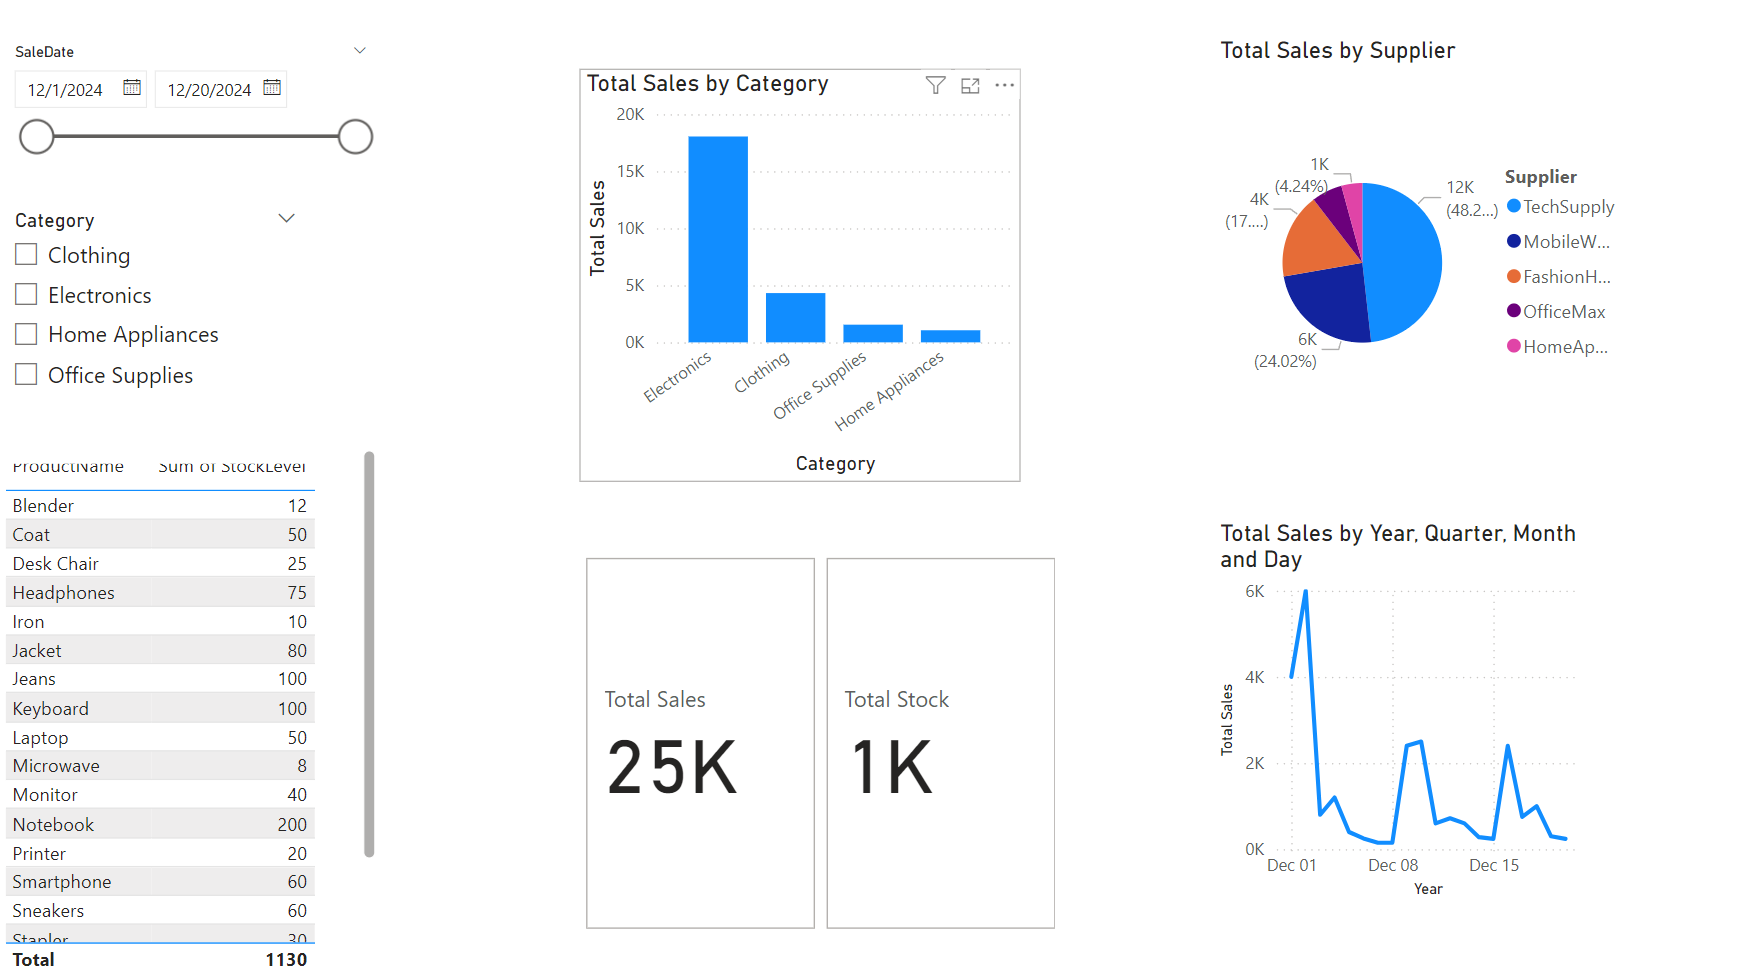 SaleDate
12/1/2024
12/20/2024
Category
Clothing
Electronics
Home Appliances
Office Supplies
ProductName Sum of StockLevel
Blender 12
Coat 50
Desk Chair 25
Headphones 75
Iron 10
Jacket 80
Jeans 100
Keyboard 100
Laptop 50
Microwave 8
Monitor 40
Notebook 200
Printer 20
Smartphone 60
Sneakers 60
Stapler 30
Total 1130
Total Sales by Category
Total Sales
20K
15K
10K
5K
0K
Electronics
Clothing
Office Supplies
Home Appliances
Category
Total Sales
25K
Total Stock
1K
Total Sales by Supplier
1K
(4.24%)
4K
(17....)
6K
(24.02%)
12K
(48.2...)
Supplier
TechSupply
MobileW...
FashionH...
OfficeMax
HomeAp...
Total Sales by Year, Quarter, Month
and Day
Total Sales
6K
4K
2K
0K
Dec 01
Dec 08
Dec 15
Year